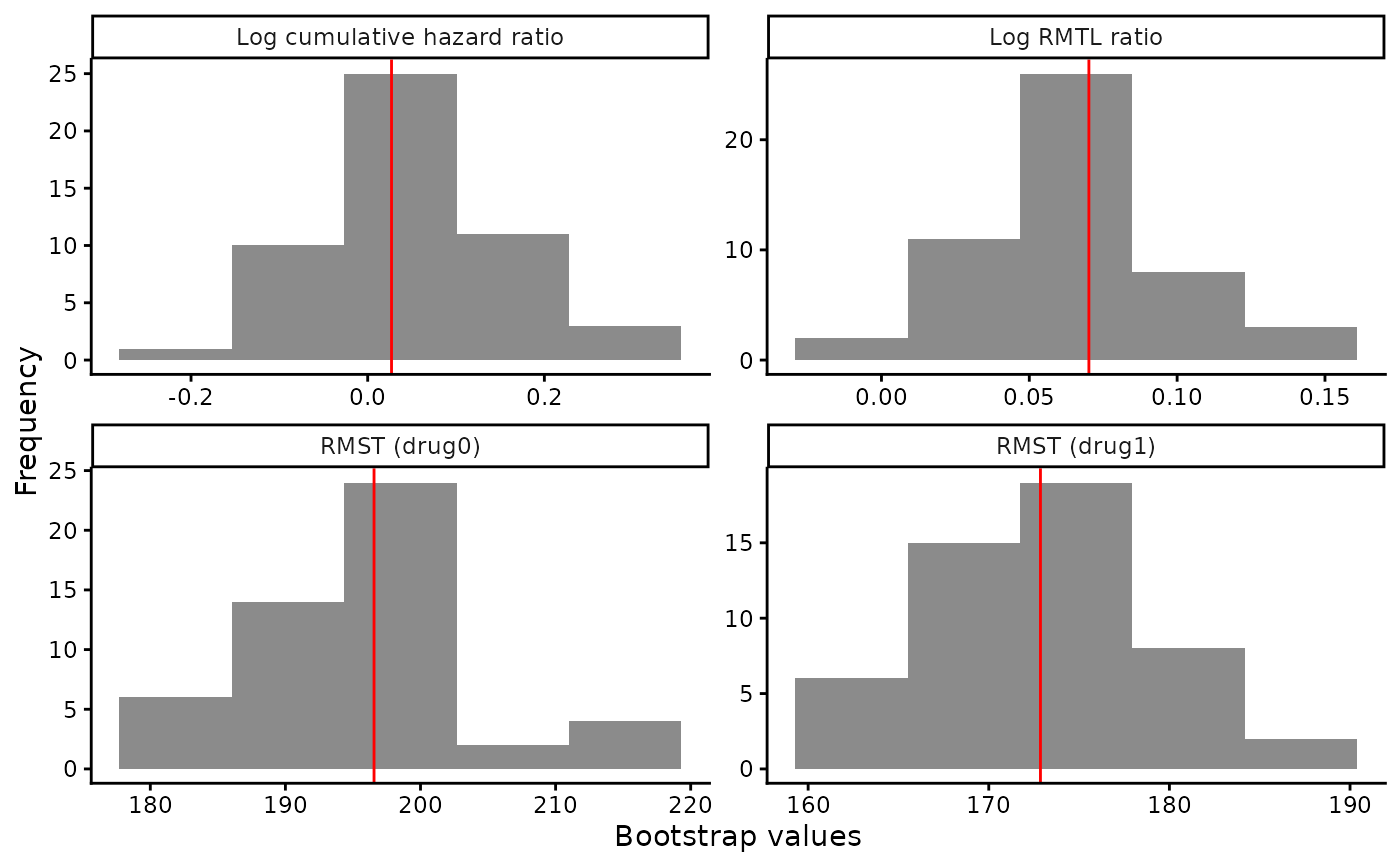 Log cumulative hazard ratio
Log RMTL ratio
25
20
15
10
5
0
-0.2 0.0 0.2
20
10
0
0.00 0.05 0.10 0.15
Frequency
RMST (drug0)
RMST (drug1)
25
20
15
10
5
0
180 190 200 210 220
15
10
5
0
160 170 180 190
Bootstrap values